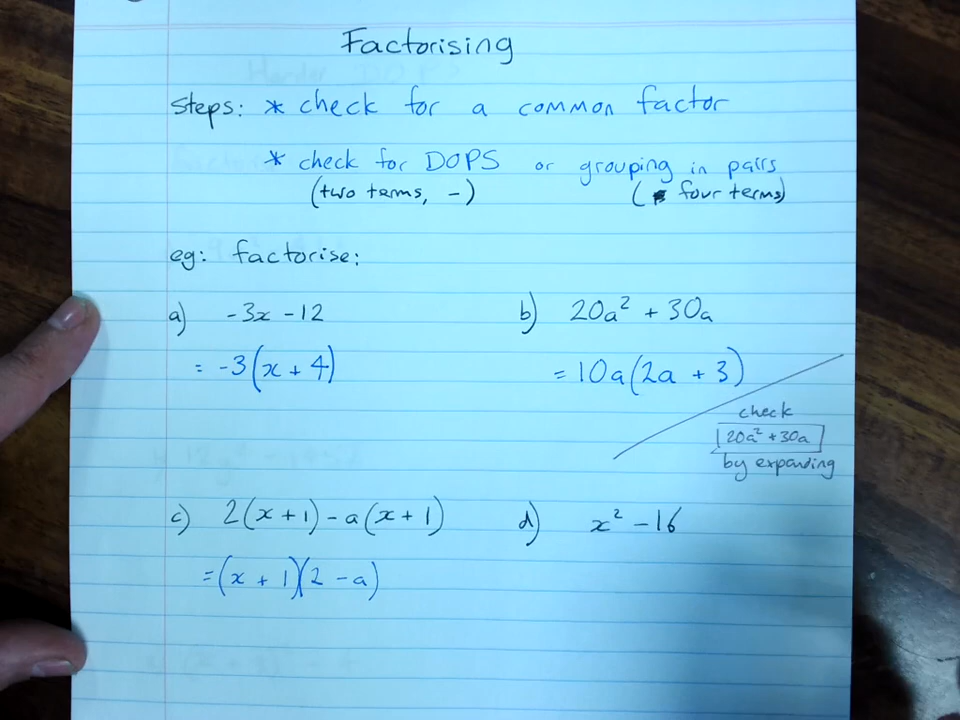 Factorising
steps: * check for a common factor
* check for DOPS or grouping in pairs
(two terms, -) (four terms)
eg: factorise:
a) -3x - 12
= -3(x + 4)
b) 20a² + 30a
= 10a(2a + 3)
check
20a² + 30a
by expanding
c) 2(x + 1) - a(x + 1)
= (x + 1)(2 - a)
d) x² - 16